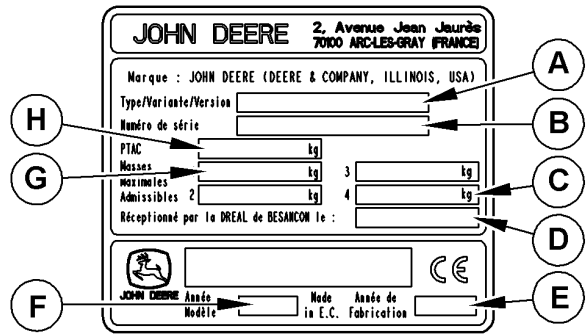 JOHN DEERE
2, Avenue Jean Jaurès
70100 ARC-LES-GRAY (FRANCE)
Marque : JOHN DEERE (DEERE & COMPANY, ILLINOIS, USA)
Type/Variante/Version
Numéro de série
PTAC kg
Masses kg 3 kg
Maximales
Admissibles 2 kg 4 kg
Réceptionné par la DREAL de BESANCON le :
JOHN DEERE
CE
Année Modèle
Made in E.C.
Année de Fabrication
A
B
C
D
E
F
G
H